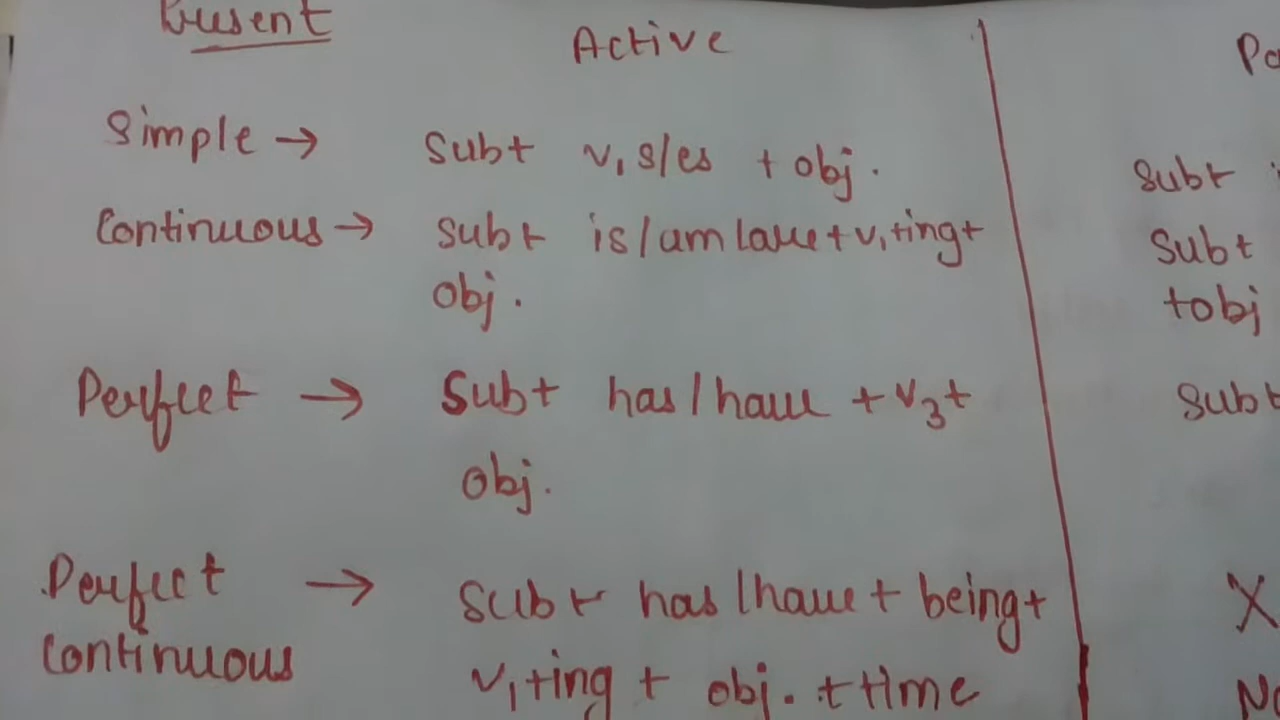 Present Active
Simple → Sub+ v1 s/es + obj. Sub+
Continuous → Sub+ is/am/are+v1+ing+ Sub+
obj. +obj
Perfect → Sub+ has/have +v3+ Sub+
obj.
Perfect → Sub+ has/have + being+ X
Continuous v1+ing + obj. + time